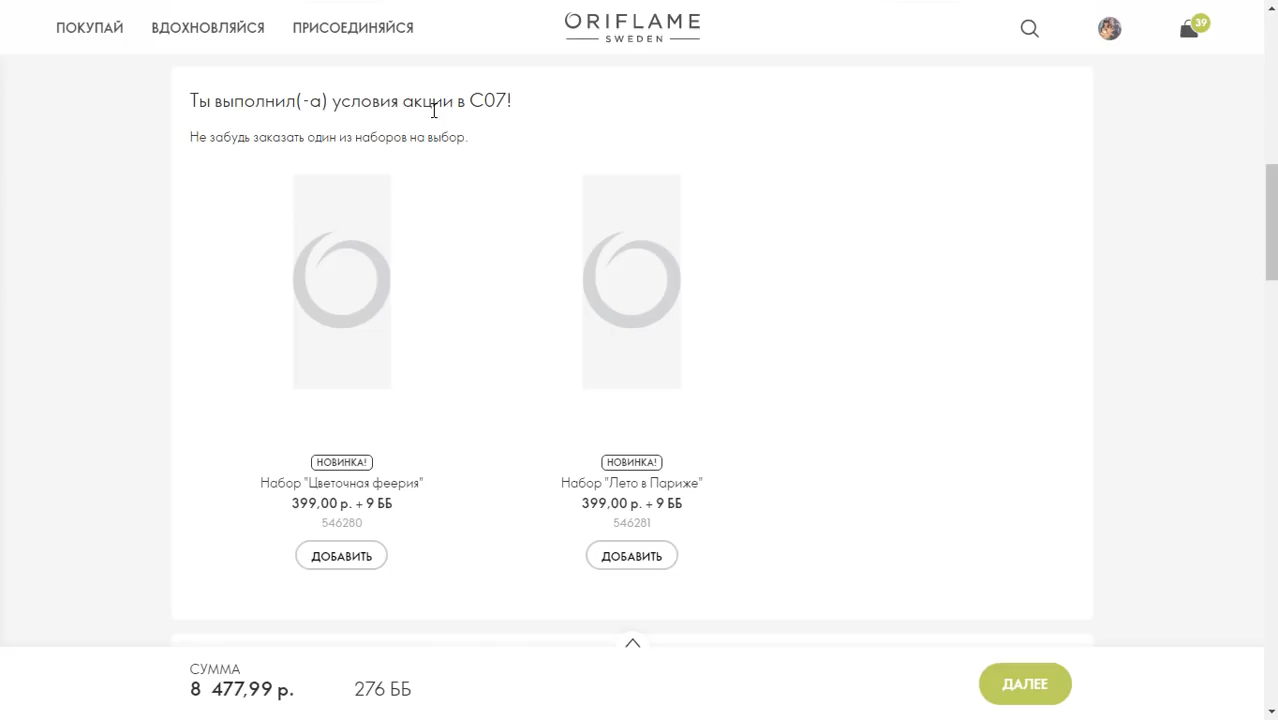 ПОКУПАЙ ВДОХНОВЛЯЙСЯ ПРИСОЕДИНЯЙСЯ
ORIFLAME
SWEDEN
39
Ты выполнил(-а) условия акции в С07!
Не забудь заказать один из наборов на выбор.
НОВИНКА! НОВИНКА!
Набор "Цветочная феерия" Набор "Лето в Париже"
399,00 р. + 9 ББ 399,00 р. + 9 ББ
546280 546281
ДОБАВИТЬ ДОБАВИТЬ
СУММА
8 477,99 р. 276 ББ
ДАЛЕЕ